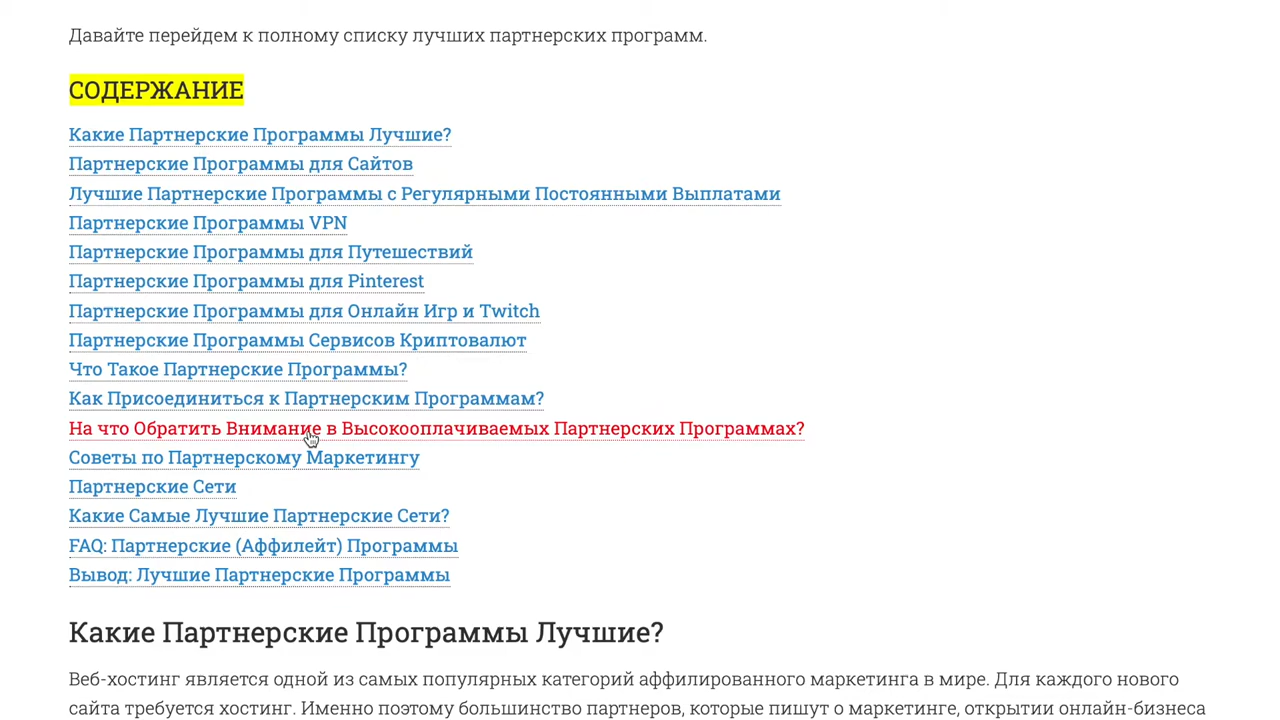 Давайте перейдем к полному списку лучших партнерских программ.
СОДЕРЖАНИЕ
Какие Партнерские Программы Лучшие?
Партнерские Программы для Сайтов
Лучшие Партнерские Программы с Регулярными Постоянными Выплатами
Партнерские Программы VPN
Партнерские Программы для Путешествий
Партнерские Программы для Pinterest
Партнерские Программы для Онлайн Игр и Twitch
Партнерские Программы Сервисов Криптовалют
Что Такое Партнерские Программы?
Как Присоединиться к Партнерским Программам?
На что Обратить Внимание в Высокооплачиваемых Партнерских Программах?
Советы по Партнерскому Маркетингу
Партнерские Сети
Какие Самые Лучшие Партнерские Сети?
FAQ: Партнерские (Аффилейт) Программы
Вывод: Лучшие Партнерские Программы
Какие Партнерские Программы Лучшие?
Веб-хостинг является одной из самых популярных категорий аффилированного маркетинга в мире. Для каждого нового
сайта требуется хостинг. Именно поэтому большинство партнеров, которые пишут о маркетинге, открытии онлайн-бизнеса